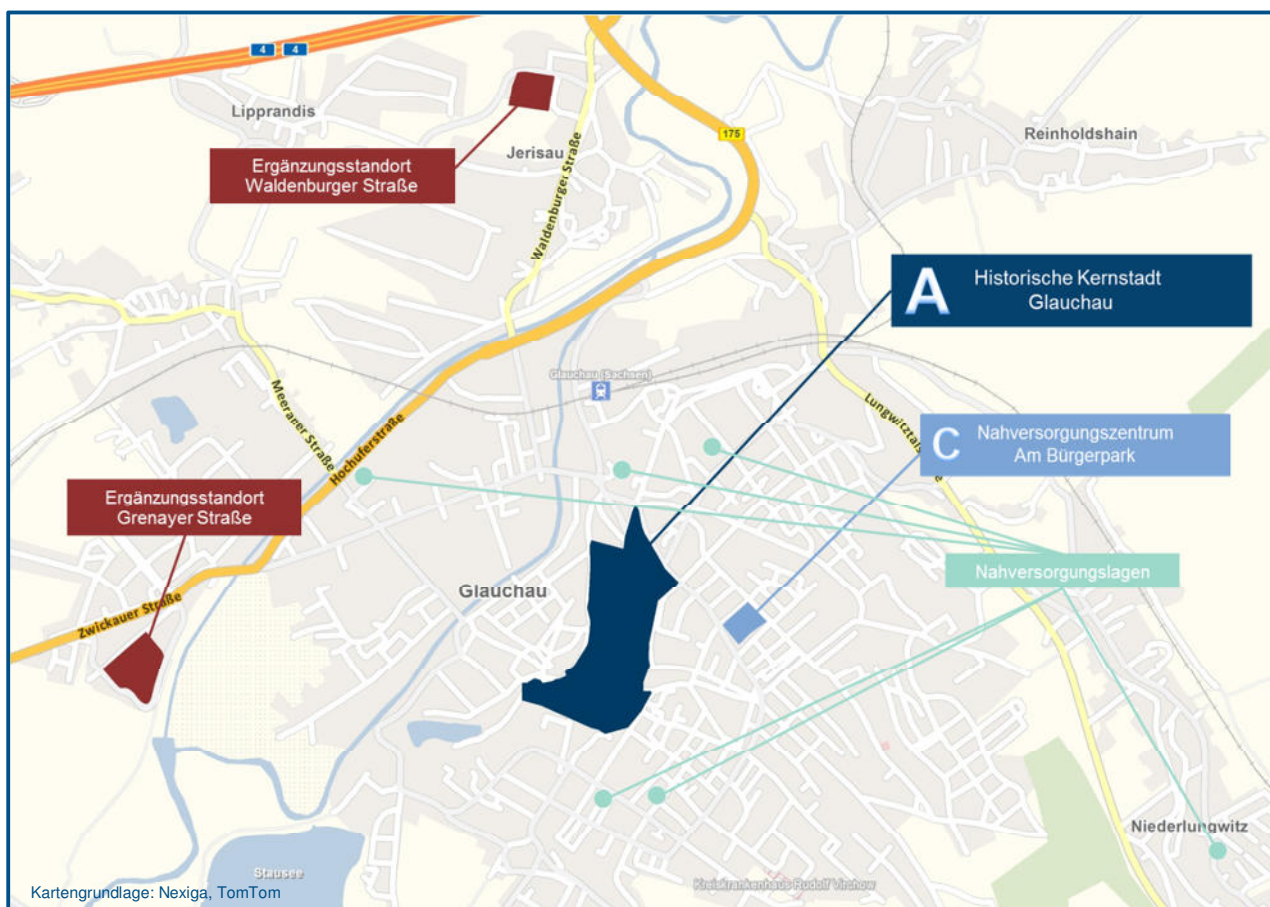 4
4
Lipprandis
Jerisau
Ergänzungsstandort
Waldenburger Straße
Waldenburger Straße
175
Reinholdshain
A
Historische Kernstadt
Glauchau
Glauchau (Sachsen)
Meeraner Straße
Hochuferstraße
Lungwitztals
C
Nahversorgungszentrum
Am Bürgerpark
Ergänzungsstandort
Grenayer Straße
Nahversorgungslagen
Glauchau
Zwickauer Straße
Niederlungwitz
Stausee
Kreiskrankenhaus Rudolf Virchow
Kartengrundlage: Nexiga, TomTom